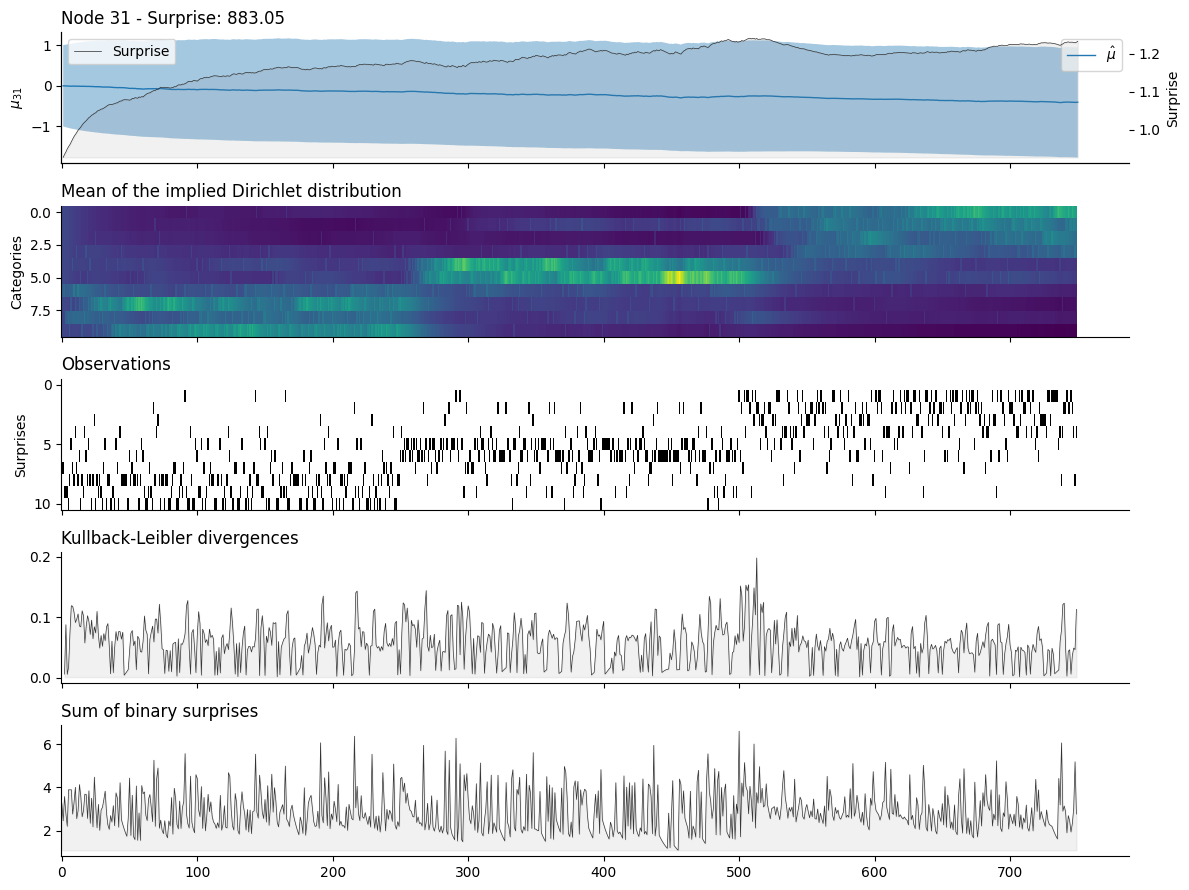 Node 31 - Surprise: 883.05
1
0
−1
μ31
Surprise
μ̂
1.2
1.1
1.0
Surprise
Mean of the implied Dirichlet distribution
0.0
2.5
5.0
7.5
Categories
Observations
0
5
10
Surprises
Kullback-Leibler divergences
0.2
0.1
0.0
Sum of binary surprises
6
4
2
0 100 200 300 400 500 600 700